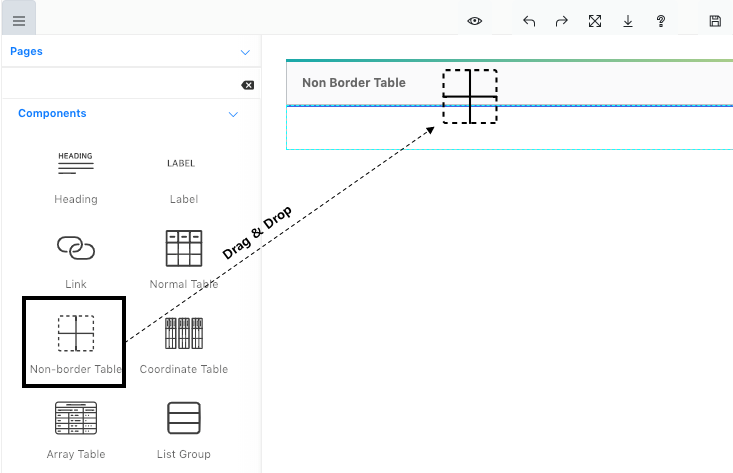 Pages
Components
HEADING
LABEL
Heading
Label
Link
Normal Table
Non-border Table
Coordinate Table
Array Table
List Group
Non Border Table
Drag & Drop